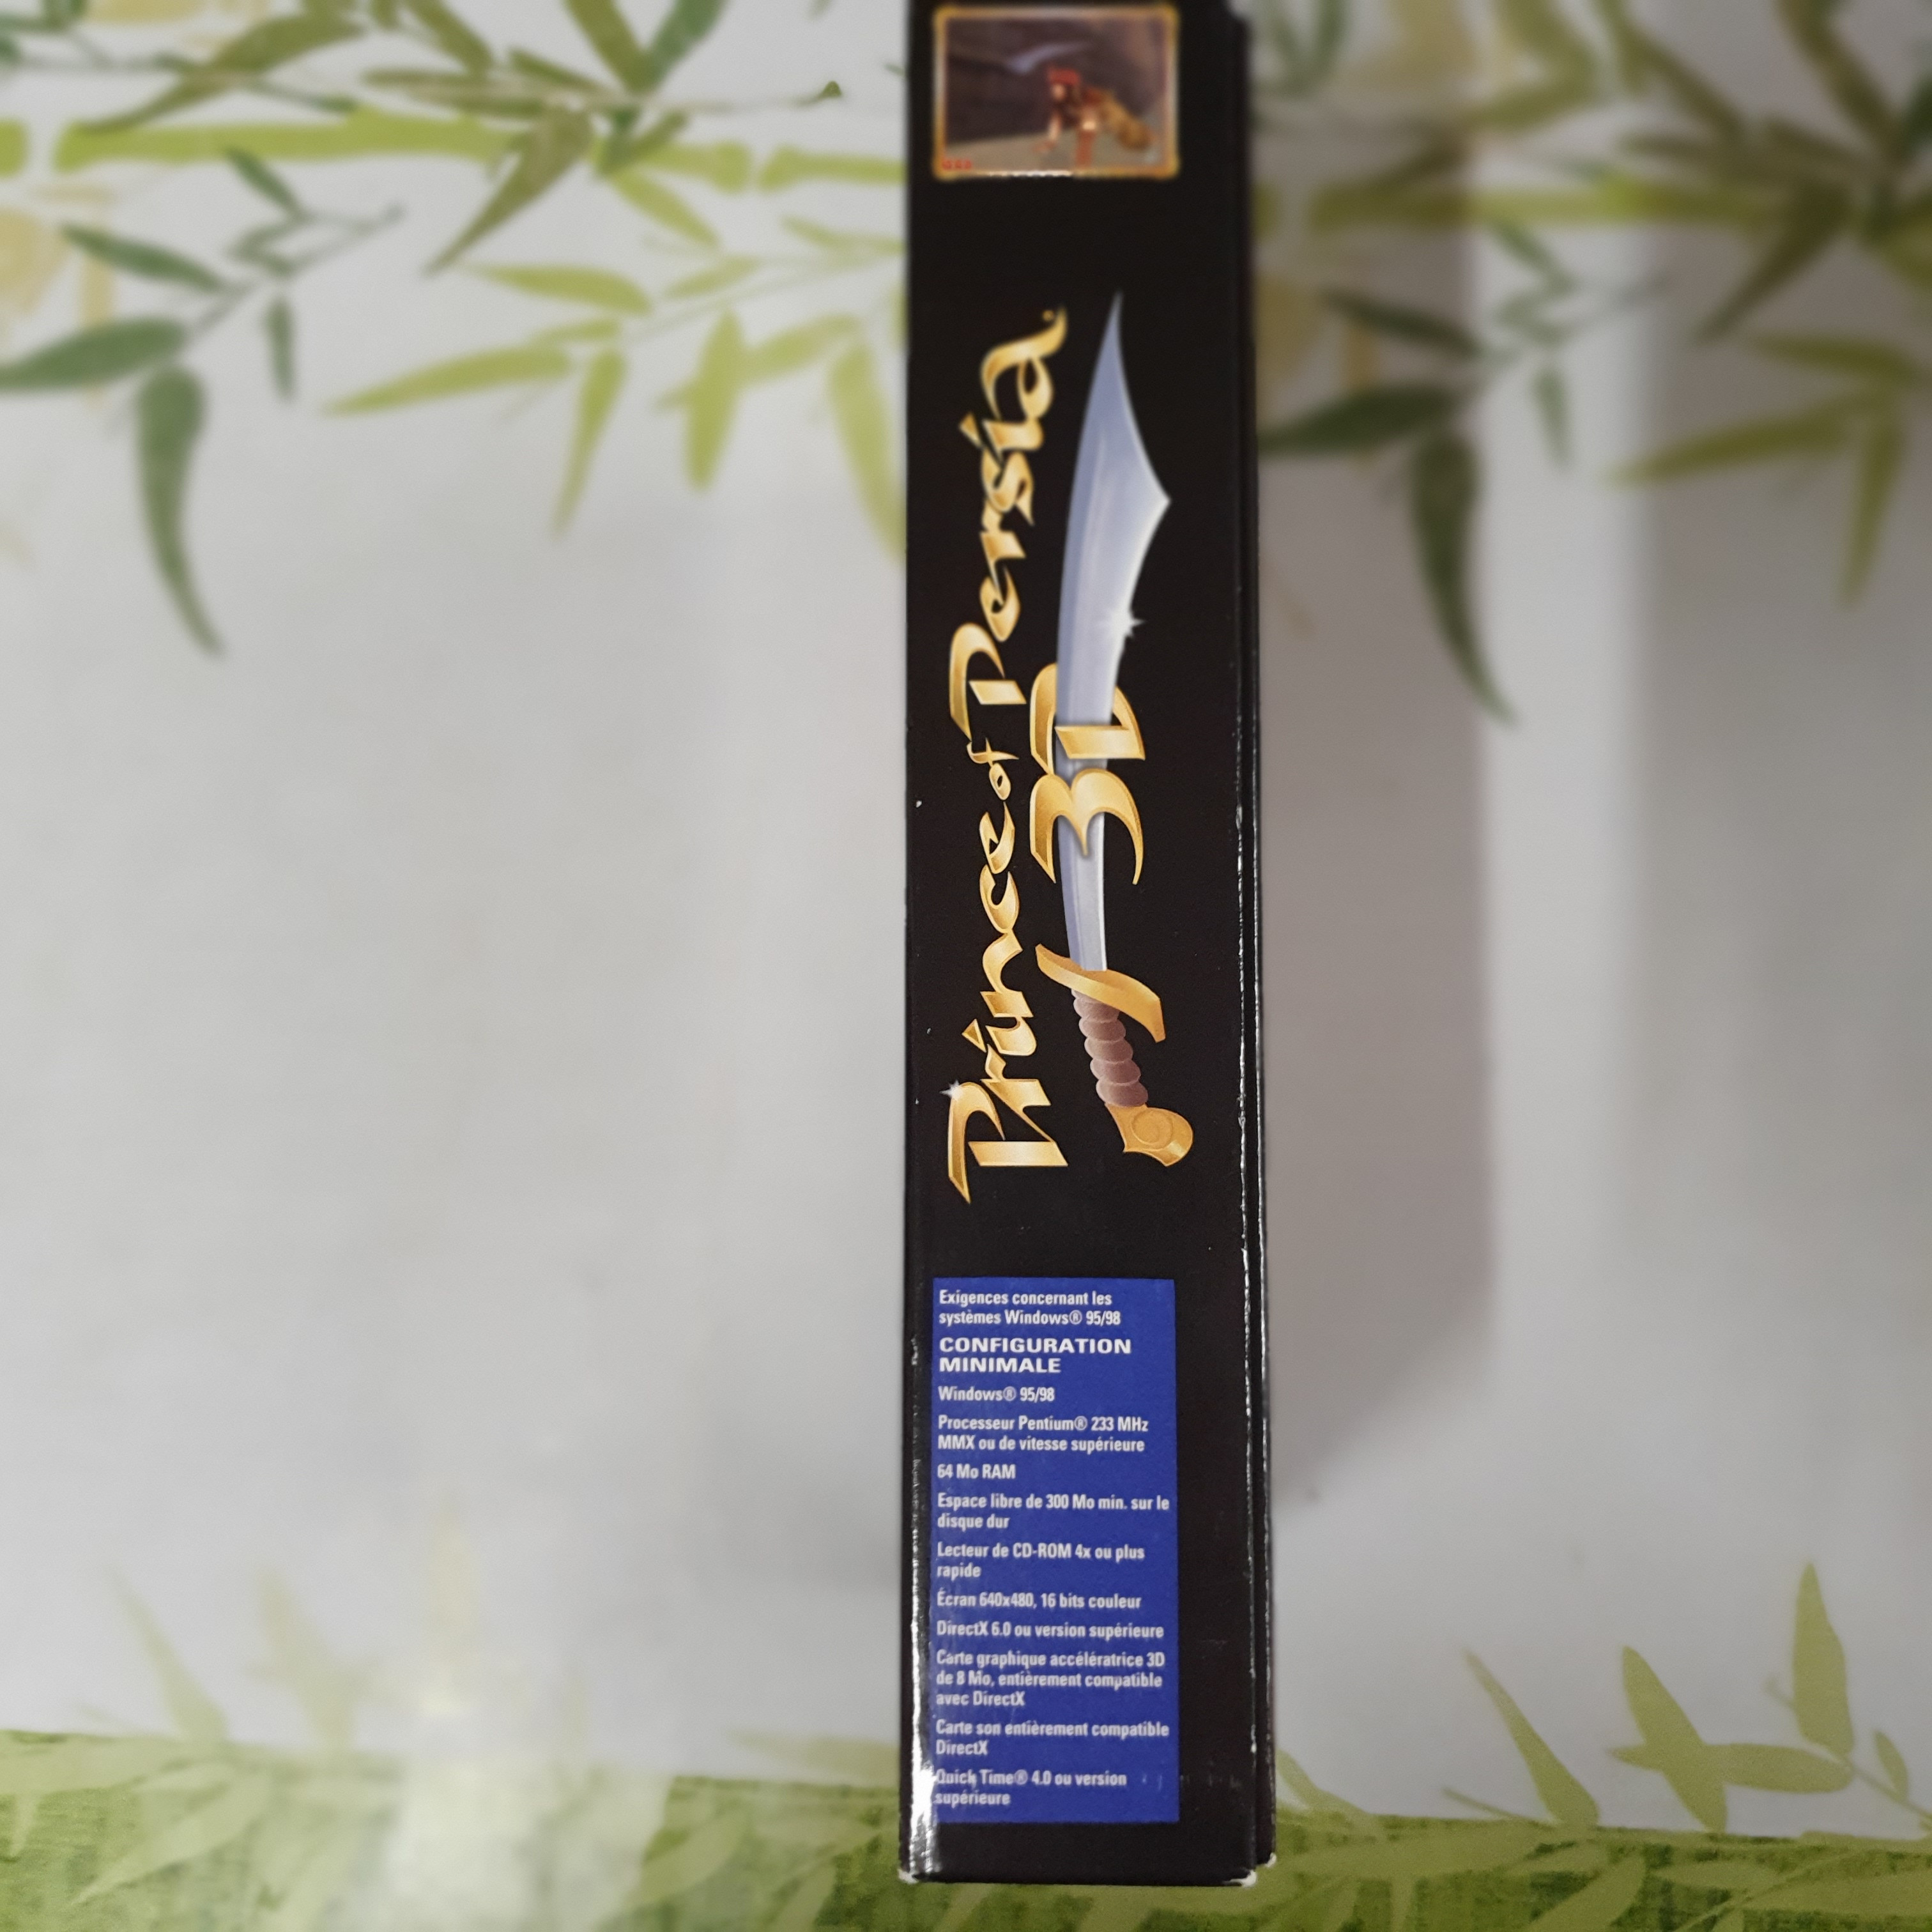 Prince of Persia
3D
Exigences concernant les
systèmes Windows® 95/98
CONFIGURATION
MINIMALE
Windows® 95/98
Processeur Pentium® 233 MHz
MMX ou de vitesse supérieure
64 Mo RAM
Espace libre de 300 Mo min. sur le
disque dur
Lecteur de CD-ROM 4x ou plus
rapide
Écran 640x480, 16 bits couleur
DirectX 6.0 ou version supérieure
Carte graphique accélératrice 3D
de 8 Mo, entièrement compatible
avec DirectX
Carte son entièrement compatible
DirectX
Quick Time® 4.0 ou version
supérieure